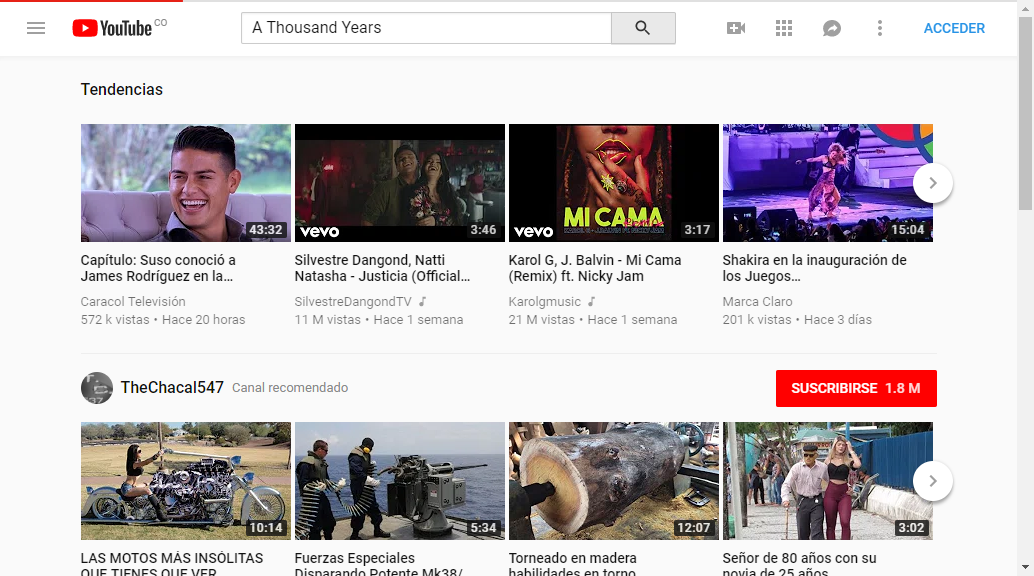 YouTube CO
A Thousand Years
ACCEDER
Tendencias
43:32
vevo
3:46
MI CAMA
vevo
3:17
15:04
Capítulo: Suso conoció a
James Rodríguez en la...
Caracol Televisión
572 k vistas • Hace 20 horas
Silvestre Dangond, Natti
Natasha - Justicia (Official...
SilvestreDangondTV
11 M vistas • Hace 1 semana
Karol G, J. Balvin - Mi Cama
(Remix) ft. Nicky Jam
Karolgmusic
21 M vistas • Hace 1 semana
Shakira en la inauguración de
los Juegos...
Marca Claro
201 k vistas • Hace 3 días
TheChacal547 Canal recomendado
SUSCRIBIRSE 1.8 M
10:14
5:34
12:07
3:02
LAS MOTOS MÁS INSÓLITAS
QUE TIENES QUE VER
Fuerzas Especiales
Disparando Potente Mk38/
Torneado en madera
habilidades en torno
Señor de 80 años con su
novia de 25 años